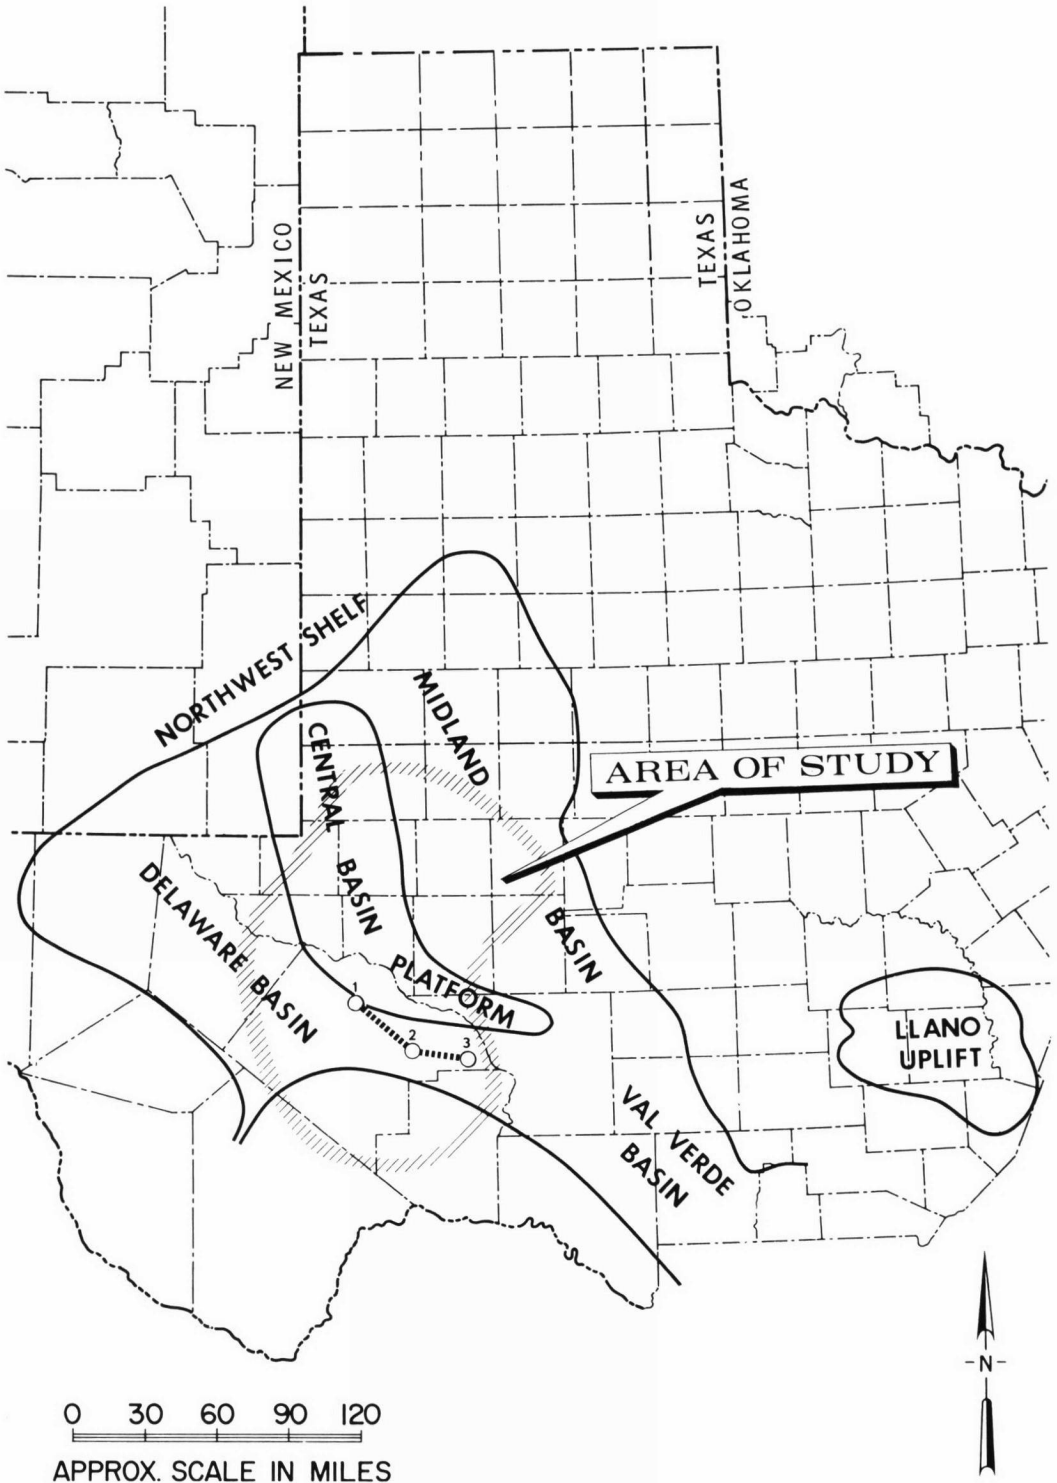 NEW MEXICO
TEXAS
TEXAS
OKLAHOMA
NORTHWEST SHELF
MIDLAND
BASIN
CENTRAL
BASIN
PLATFORM
AREA OF STUDY
DELAWARE BASIN
1
2
3
LLANO
UPLIFT
VAL VERDE
BASIN
N
0 30 60 90 120
APPROX. SCALE IN MILES